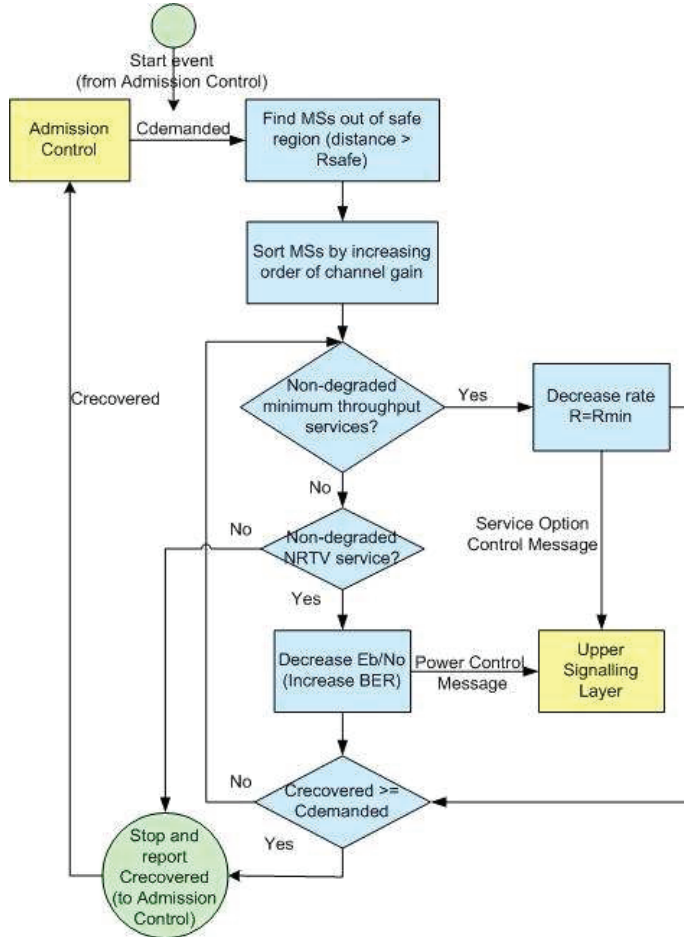 Start event
(from Admission Control)
Admission
Control
Cdemanded
Find MSs out of safe
region (distance >
Rsafe)
Sort MSs by increasing
order of channel gain
Non-degraded
minimum throughput
services?
Yes
Decrease rate
R=Rmin
Crecovered
No
Service Option
Control Message
No
Non-degraded
NRTV service?
Yes
Decrease Eb/No
(Increase BER)
Power Control
Message
Upper
Signalling
Layer
No
Crecovered >=
Cdemanded
Yes
Stop and
report
Crecovered
(to Admission
Control)